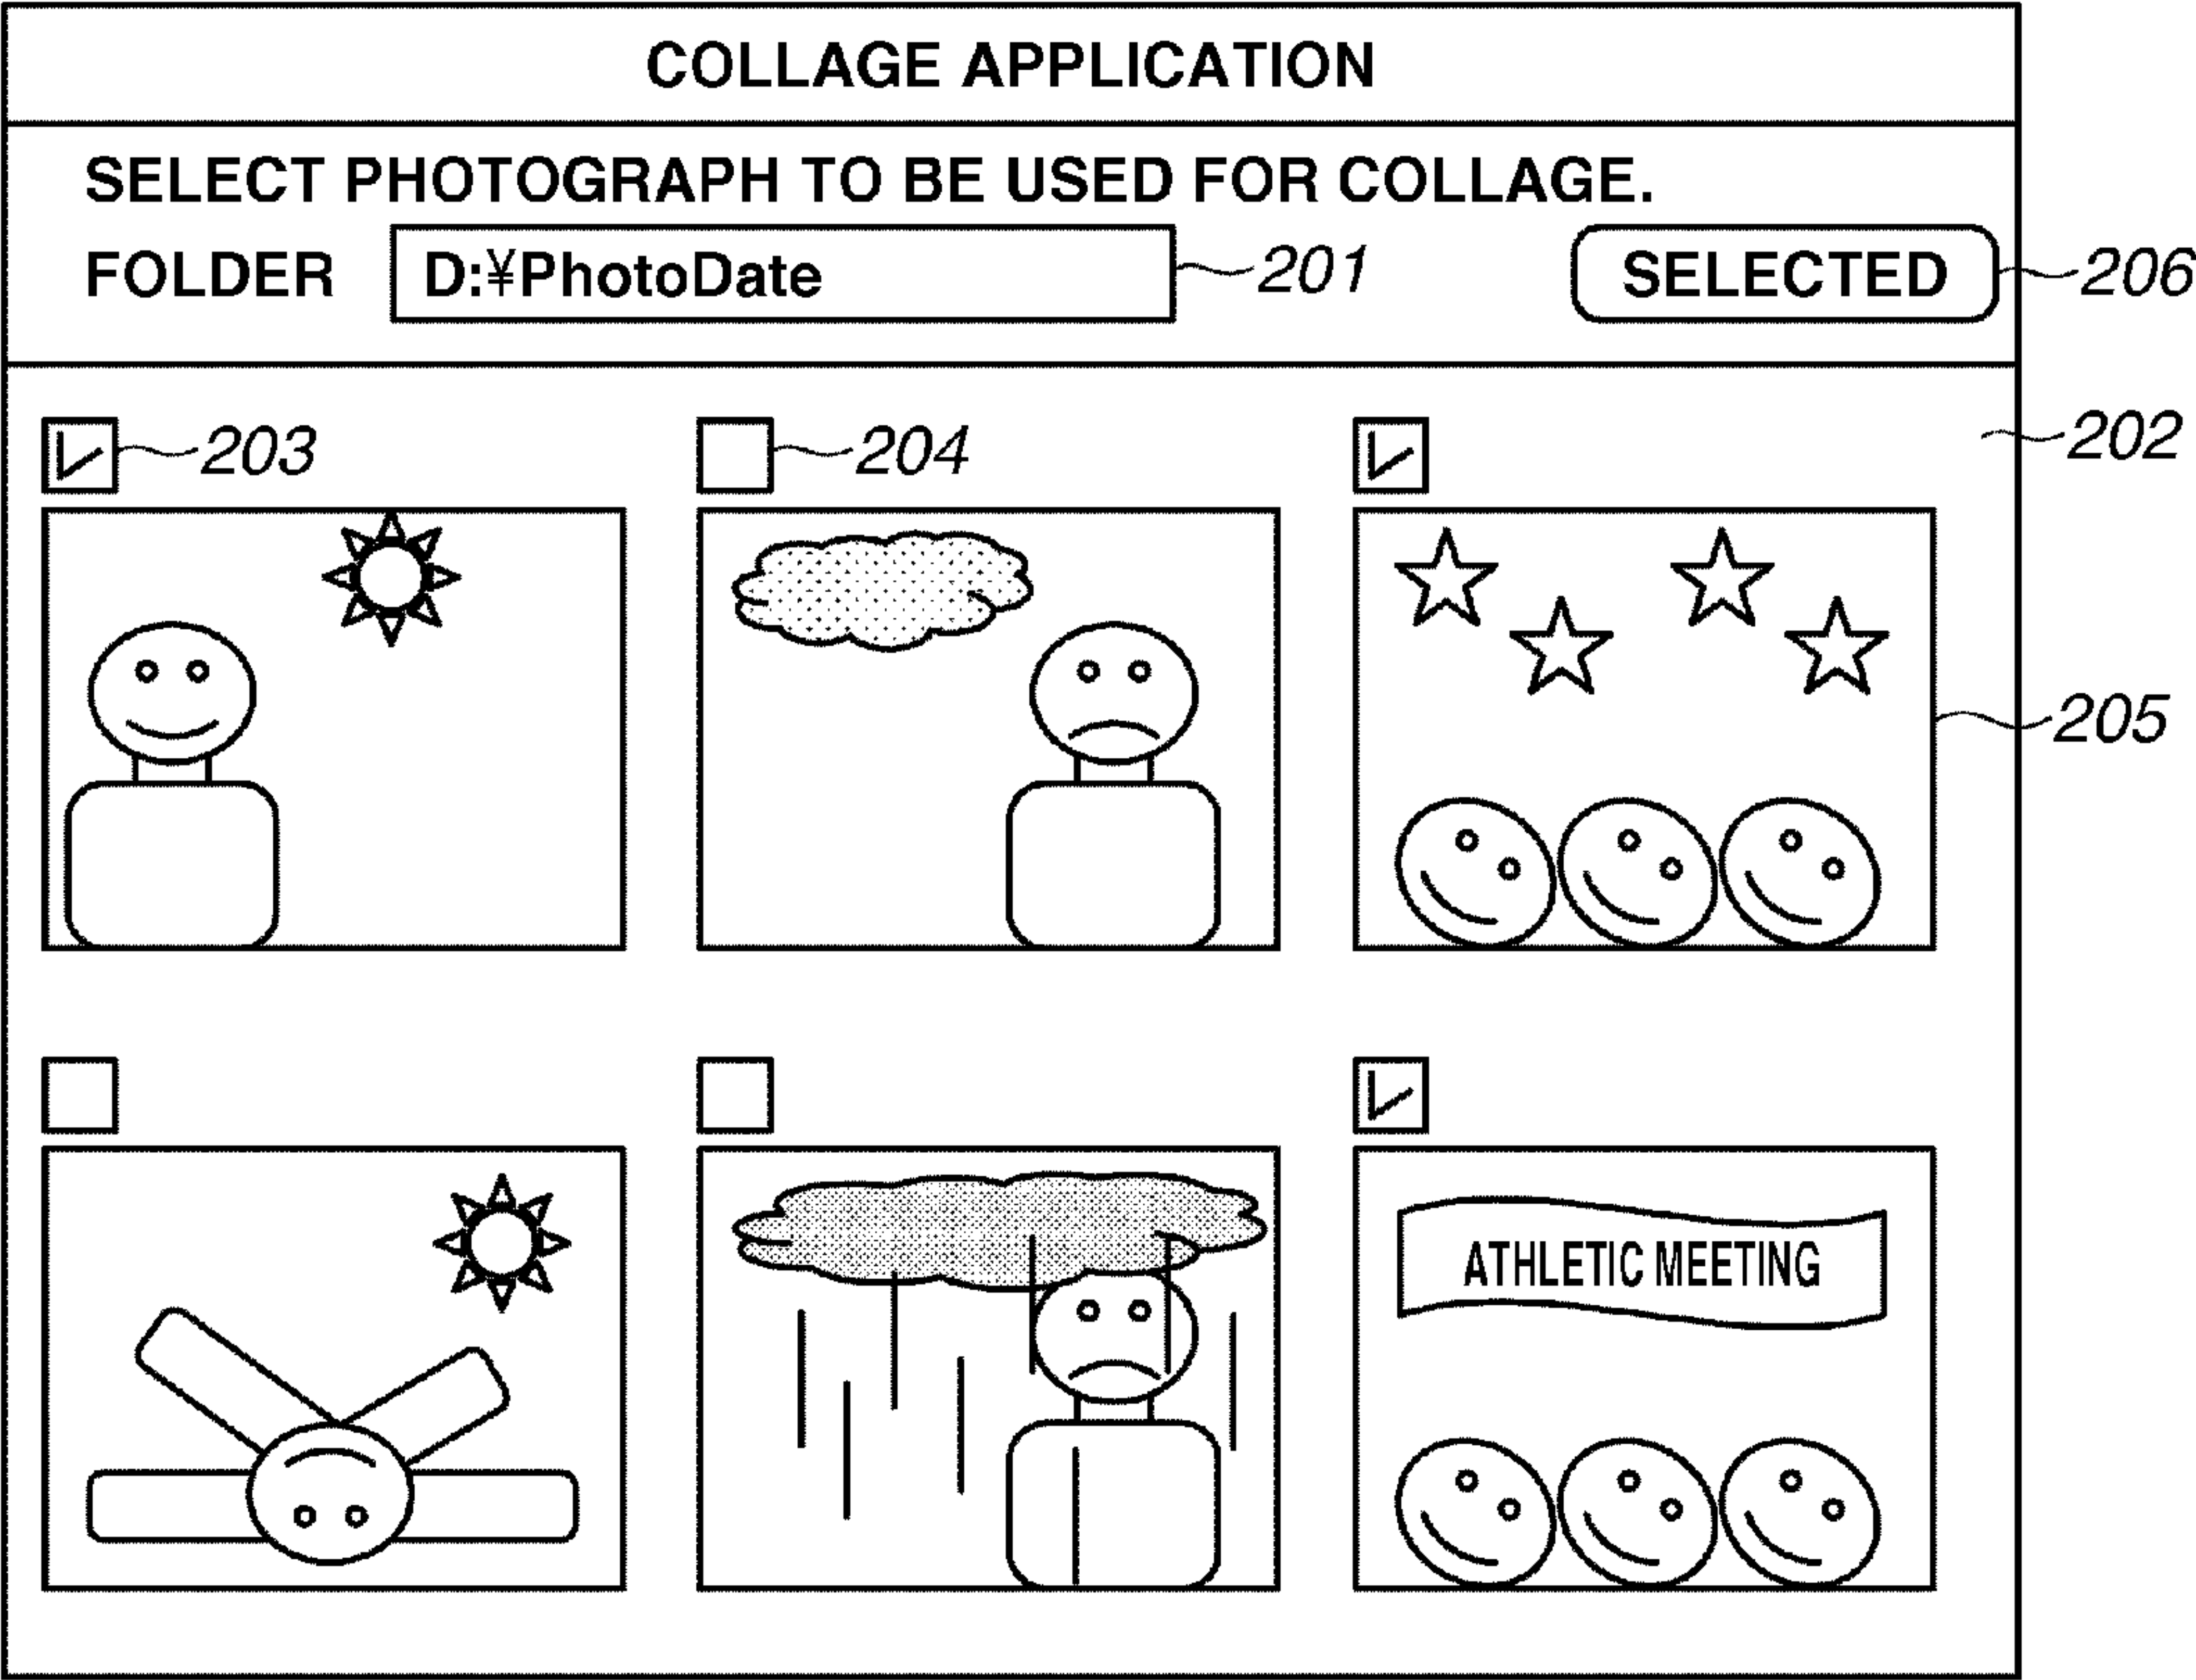 COLLAGE APPLICATION
SELECT PHOTOGRAPH TO BE USED FOR COLLAGE.
FOLDER D:¥PhotoDate 201 SELECTED 206
203 204 202
205
ATHLETIC MEETING